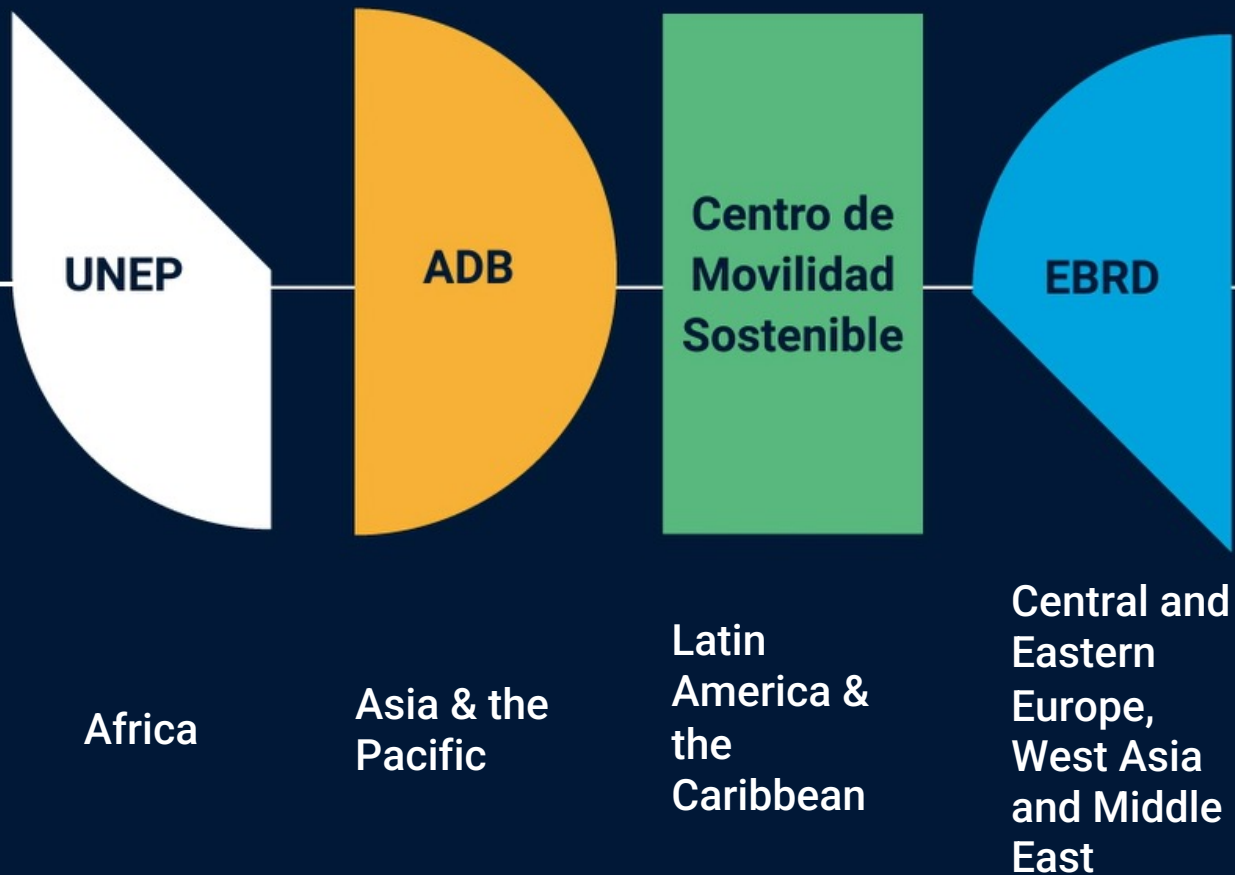 UNEP
ADB
Centro de
Movilidad
Sostenible
EBRD
Africa
Asia & the
Pacific
Latin
America &
the
Caribbean
Central and
Eastern
Europe,
West Asia
and Middle
East